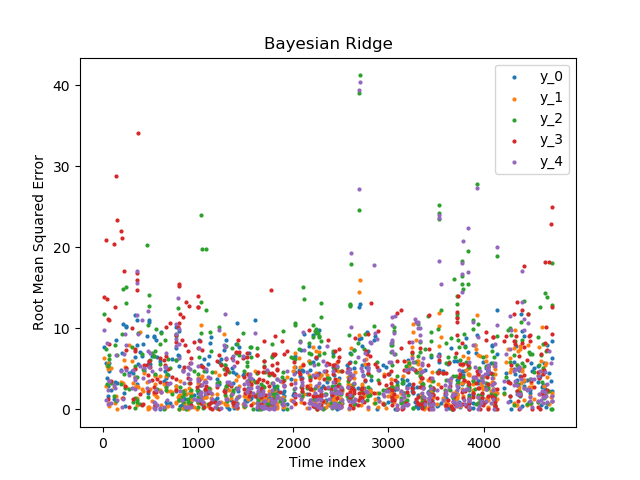 Bayesian Ridge
Root Mean Squared Error
40
30
20
10
0
0
1000
2000
3000
4000
Time index
y_0
y_1
y_2
y_3
y_4